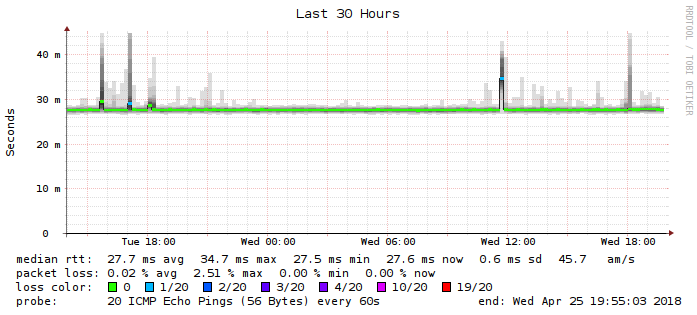 Last 30 Hours
RRDTOOL / TOBI OETIKER
Seconds
40 m
30 m
20 m
10 m
0
Tue 18:00 Wed 00:00 Wed 06:00 Wed 12:00 Wed 18:00
median rtt: 27.7 ms avg 34.7 ms max 27.5 ms min 27.6 ms now 0.6 ms sd 45.7 am/s
packet loss: 0.02 % avg 2.51 % max 0.00 % min 0.00 % now
loss color: 0 1/20 2/20 3/20 4/20 10/20 19/20
probe: 20 ICMP Echo Pings (56 Bytes) every 60s end: Wed Apr 25 19:55:03 2018